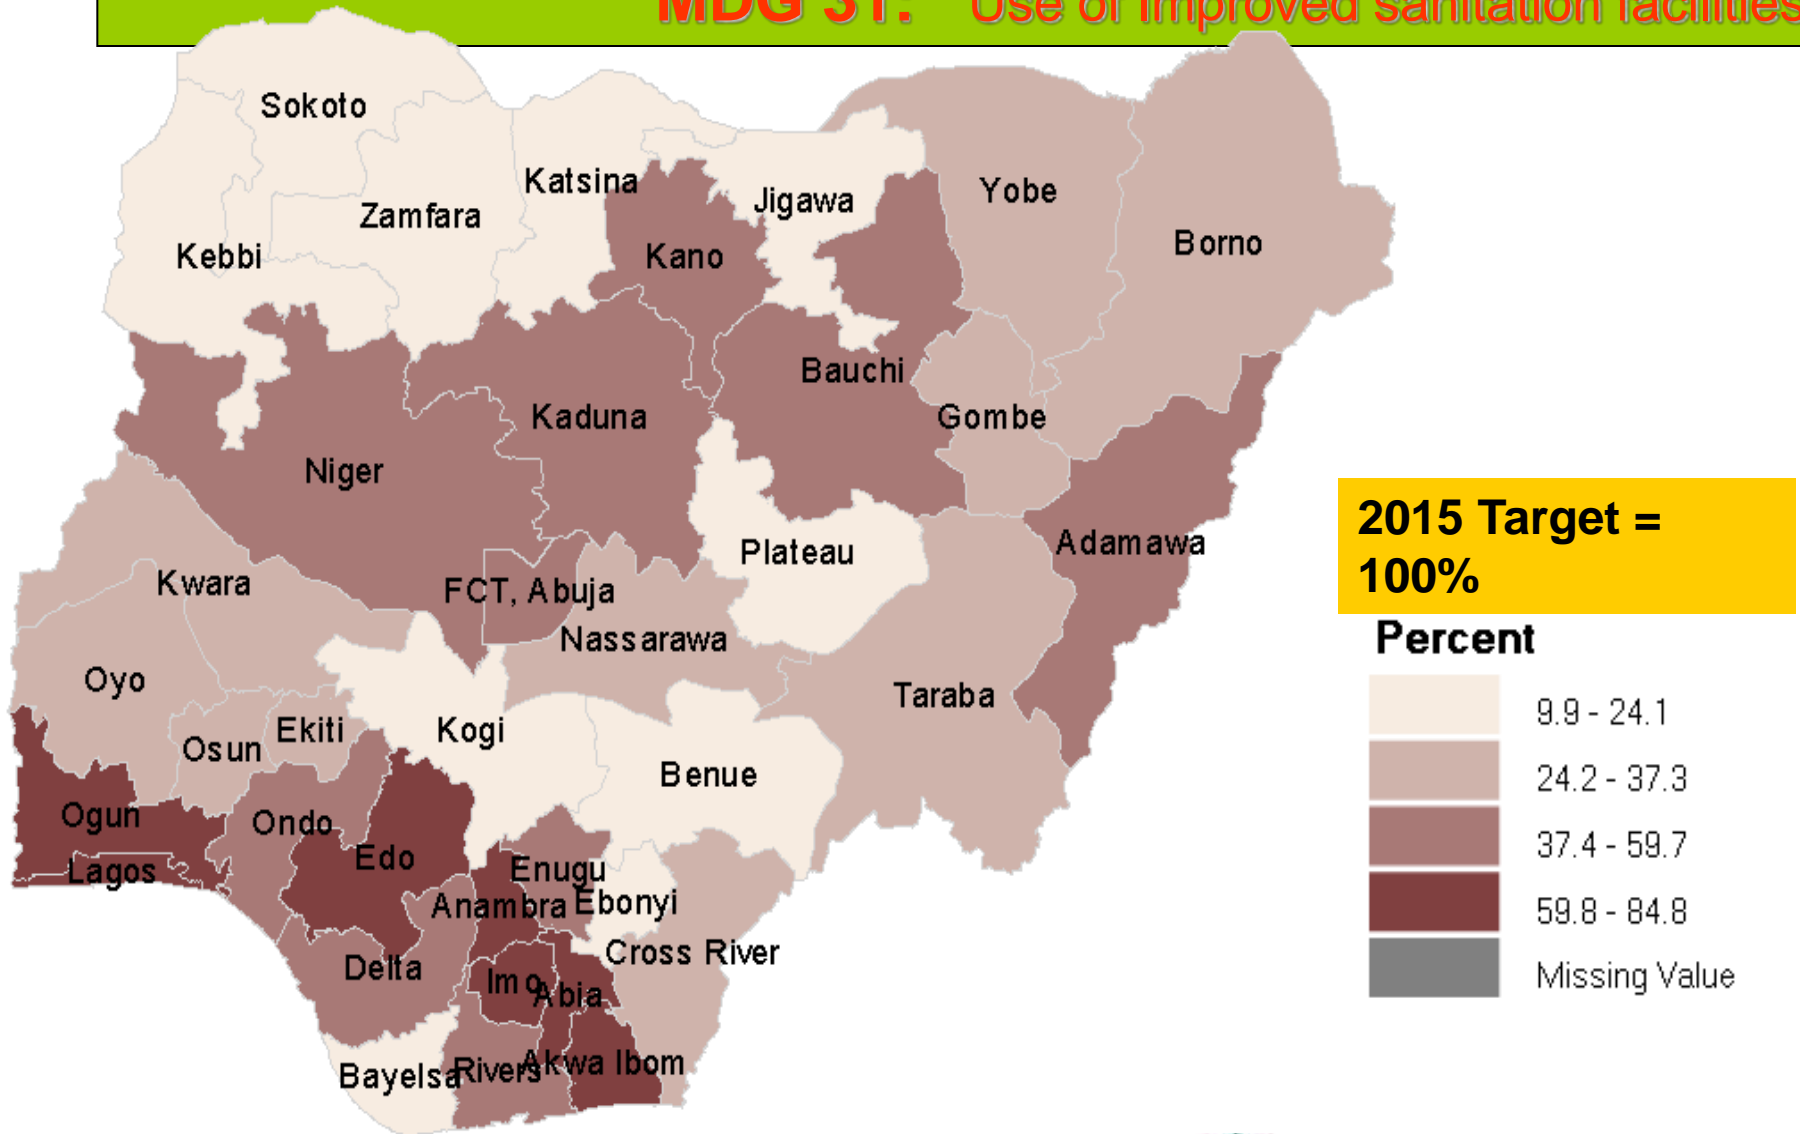 MDG 31: Use of improved sanitation facilities
Sokoto
Katsina
Jigawa
Yobe
Zamfara
Kebbi
Kano
Borno
Bauchi
Kaduna
Gombe
Niger
Adamawa
Plateau
Kwara
FCT, Abuja
Nassarawa
Oyo
Taraba
Ekiti
Kogi
Osun
Benue
Ogun
Ondo
Edo
Lagos
Enugu
Anambra
Ebonyi
Cross River
Delta
Imo
Abia
Bayelsa
Rivers
Akwa Ibom
2015 Target =
100%
Percent
9.9 - 24.1
24.2 - 37.3
37.4 - 59.7
59.8 - 84.8
Missing Value